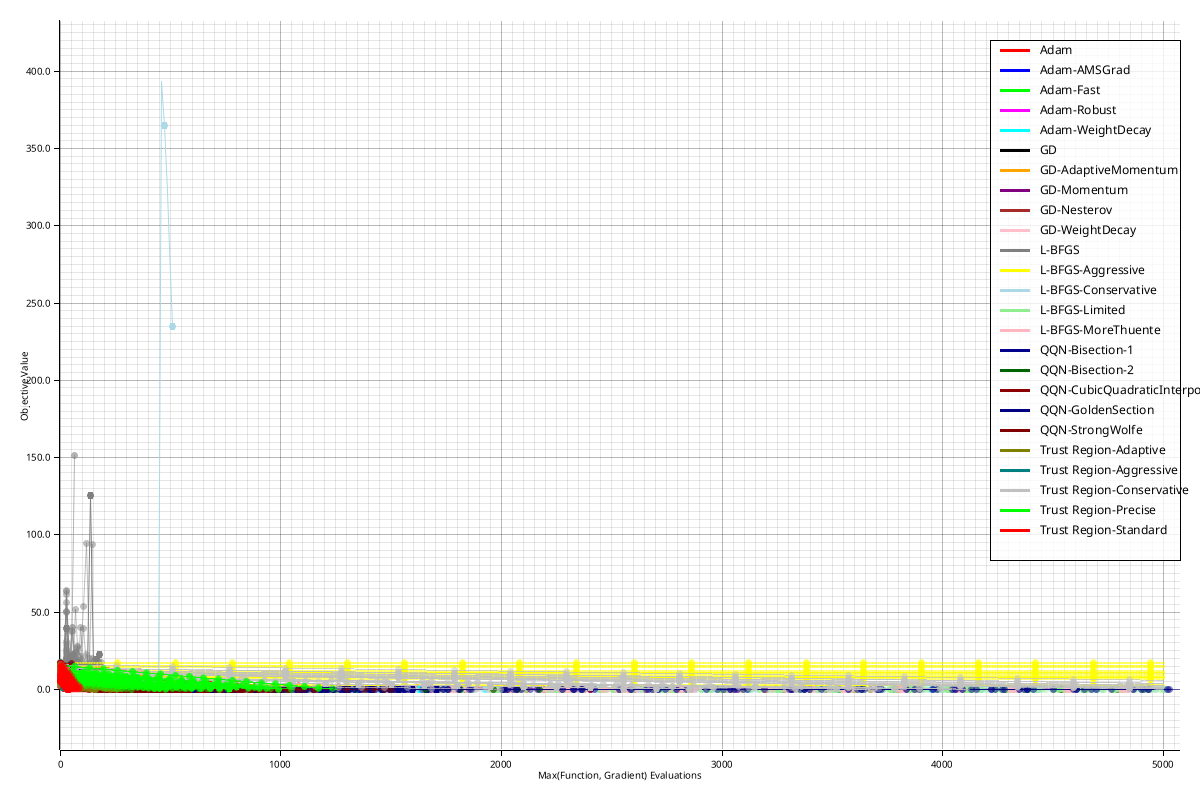 400.0
350.0
300.0
250.0
200.0
150.0
100.0
50.0
0.0
Objective Value
0
1000
2000
3000
4000
5000
Max(Function, Gradient) Evaluations
Adam
Adam-AMSGrad
Adam-Fast
Adam-Robust
Adam-WeightDecay
GD
GD-AdaptiveMomentum
GD-Momentum
GD-Nesterov
GD-WeightDecay
L-BFGS
L-BFGS-Aggressive
L-BFGS-Conservative
L-BFGS-Limited
L-BFGS-MoreThuente
QQN-Bisection-1
QQN-Bisection-2
QQN-CubicQuadraticInterpo
QQN-GoldenSection
QQN-StrongWolfe
Trust Region-Adaptive
Trust Region-Aggressive
Trust Region-Conservative
Trust Region-Precise
Trust Region-Standard